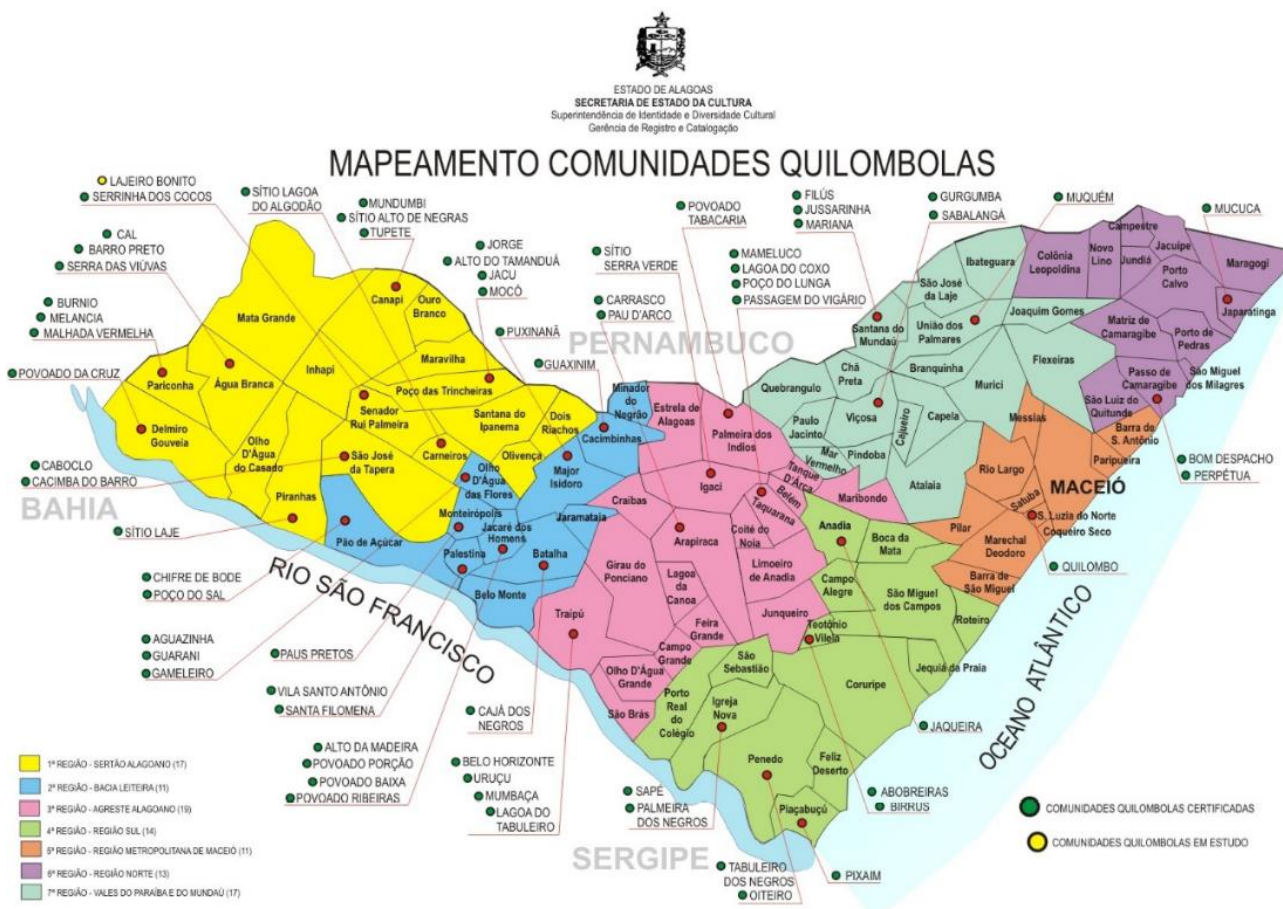 ESTADO DE ALAGOAS
SECRETARIA DE ESTADO DA CULTURA
Superintendência de Identidade e Diversidade Cultural
Gerência de Registro e Catalogação
MAPEAMENTO COMUNIDADES QUILOMBOLAS
LAJEIRO BONITO
SERRINHA DOS COCOS
SÍTIO LAGOA
DO ALGODÃO
MUNDUMBI
SÍTIO ALTO DE NEGRAS
TUPETE
CAL
BARRO PRETO
SERRA DAS VIÚVAS
JORGE
ALTO DO TAMANDUÁ
JACU
MOCÓ
BURNIO
MELANCIA
MALHADA VERMELHA
POVOADO DA CRUZ
PUXINANÃ
GUAXINIM
SÍTIO
SERRA VERDE
CARRASCO
PAU D'ARCO
POVOADO
TABACARIA
MAMELUCO
LAGOA DO COXO
POÇO DO LUNGA
PASSAGEM DO VIGÁRIO
FILÚS
JUSSARINHA
MARIANA
GURGUMBA
SABALANGÁ
MUQUÉM
MUCUCA
PERNAMBUCO
BAHIA
SERGIPE
RIO SÃO FRANCISCO
OCEANO ATLÂNTICO
Mata Grande
Canapi
Ouro
Branco
Maravilha
Inhapi
Pariconha
Água Branca
Poço das Trincheiras
Senador
Rui Palmeira
Santana do
Ipanema
Dois
Riachos
Delmiro
Gouveia
Olho
D'Água
do Casado
São José
da Tapera
Carneiros
Olivença
Piranhas
Olho
D'Água
das Flores
Monteirópolis
Pão de Açúcar
Jacaré dos
Homens
Palestina
Batalha
Belo Monte
Jaramataia
Major
Isidoro
Cacimbinhas
Minador
do
Negrão
Estrela de
Alagoas
Palmeira dos
Indios
Igaci
Craibas
Arapiraca
Coité do
Noia
Tanque
D'Arca
Belém
Taquarana
Maribondo
Girau do
Ponciano
Lagoa
da
Canoa
Limoeiro
de Anadia
Feira
Grande
Junqueiro
Traipú
Campo
Grande
Olho D'Água
Grande
São Brás
Porto
Real
do
Colégio
São
Sebastião
Igreja
Nova
Penedo
Feliz
Deserto
Piaçabuçú
Coruripe
Jequiá da Praia
Teotônio
Vilela
Roteiro
São Miguel
dos Campos
Campo
Alegre
Anadia
Boca da
Mata
Quebrangulo
Chã
Preta
Viçosa
Paulo
Jacinto
Mar
Vermelho
Pindoba
Cajueiro
Capela
Atalaia
Santana do
Mundaú
São José
da Laje
Ibateguara
União dos
Palmares
Branquinha
Murici
Joaquim Gomes
Flexeiras
Messias
Rio Largo
Satuba
MACEIÓ
S. Luzia do Norte
Coqueiro Seco
Pilar
Marechal
Deodoro
Barra de
São Miguel
Paripueira
Barra de
S. Antônio
Colônia
Leopoldina
Novo
Lino
Campestre
Jundiá
Jacuípe
Maragogi
Porto
Calvo
Japaratinga
Matriz de
Camaragibe
Porto de
Pedras
Passo de
Camaragibe
São Miguel
dos Milagres
São Luiz do
Quitunde
CABOCLO
CACIMBA DO BARRO
SÍTIO LAJE
CHIFRE DE BODE
POÇO DO SAL
AGUAZINHA
GUARANI
GAMELEIRO
PAUS PRETOS
VILA SANTO ANTÔNIO
SANTA FILOMENA
ALTO DA MADEIRA
POVOADO PORÇÃO
POVOADO BAIXA
POVOADO RIBEIRAS
CAJÁ DOS
NEGROS
BELO HORIZONTE
URUÇU
MUMBAÇA
LAGOA DO
TABULEIRO
SAPÉ
PALMEIRA
DOS NEGROS
TABULEIRO
DOS NEGROS
OITEIRO
PIXAIM
ABOBREIRAS
BIRRUS
JAQUEIRA
QUILOMBO
BOM DESPACHO
PERPÉTUA
1ª REGIÃO - SERTÃO ALAGOANO (17)
2ª REGIÃO - BACIA LEITEIRA (11)
3ª REGIÃO - AGRESTE ALAGOANO (19)
4ª REGIÃO - REGIÃO SUL (14)
5ª REGIÃO - REGIÃO METROPOLITANA DE MACEIÓ (11)
6ª REGIÃO - REGIÃO NORTE (13)
7ª REGIÃO - VALES DO PARAÍBA E DO MUNDAÚ (17)
COMUNIDADES QUILOMBOLAS CERTIFICADAS
COMUNIDADES QUILOMBOLAS EM ESTUDO